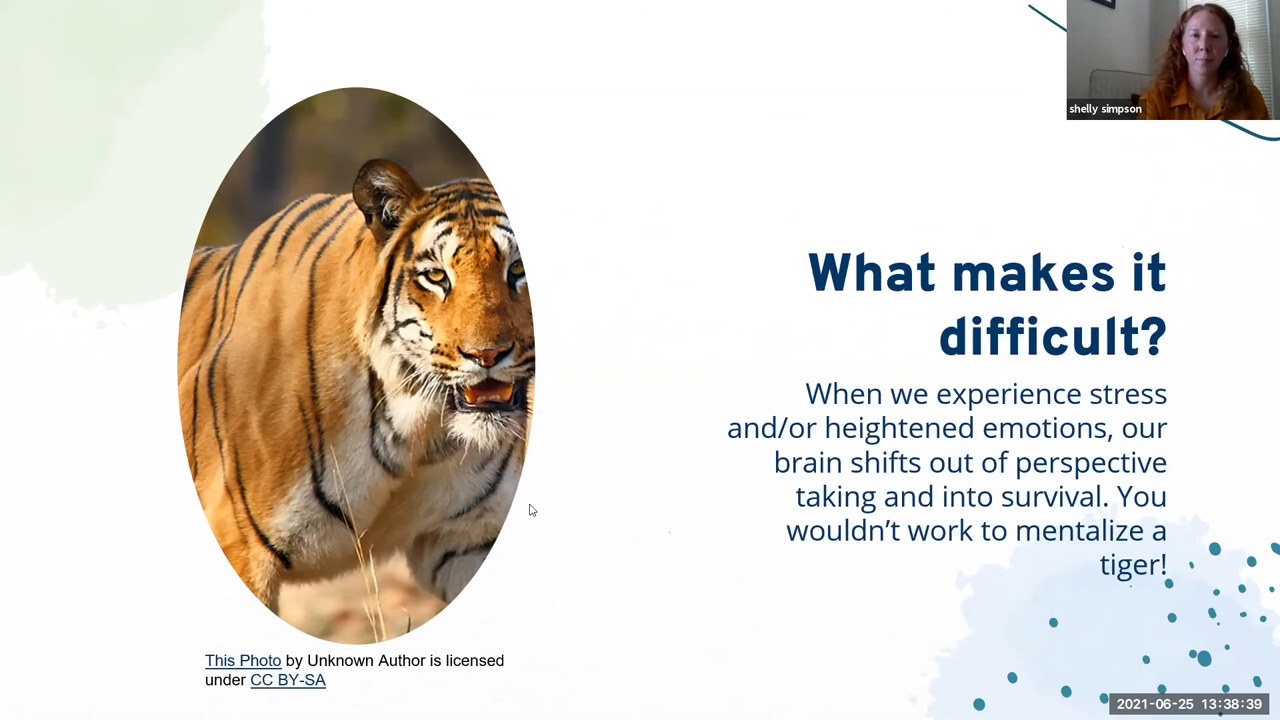 shelly simpson
What makes it
difficult?
When we experience stress
and/or heightened emotions, our
brain shifts out of perspective
taking and into survival. You
wouldn’t work to mentalize a
tiger!
This Photo by Unknown Author is licensed
under CC BY-SA
2021-06-25 13:38:39